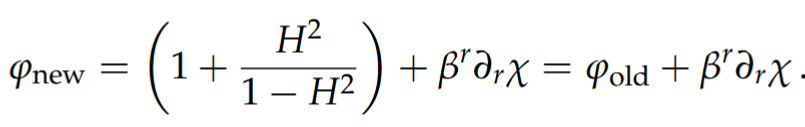 φ_new = (1 + H²/(1 − H²)) + β^r ∂_r χ = φ_old + β^r ∂_r χ.